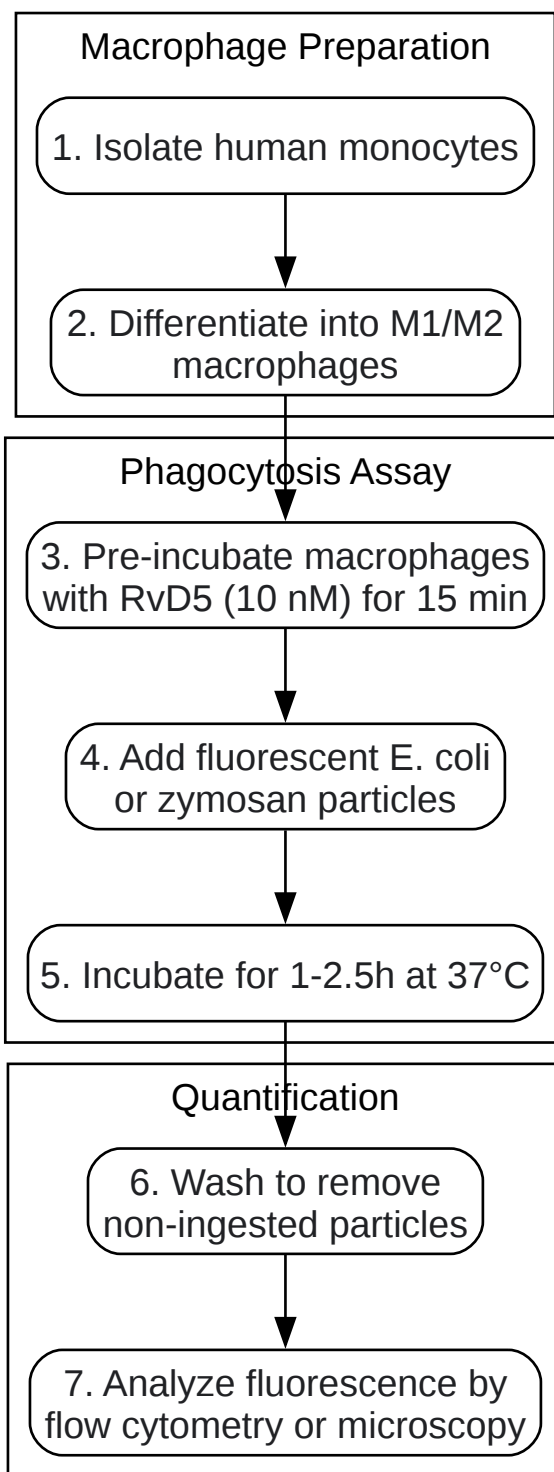 Macrophage Preparation
1. Isolate human monocytes
2. Differentiate into M1/M2
macrophages
Phagocytosis Assay
3. Pre-incubate macrophages
with RvD5 (10 nM) for 15 min
4. Add fluorescent E. coli
or zymosan particles
5. Incubate for 1-2.5h at 37°C
Quantification
6. Wash to remove
non-ingested particles
7. Analyze fluorescence by
flow cytometry or microscopy